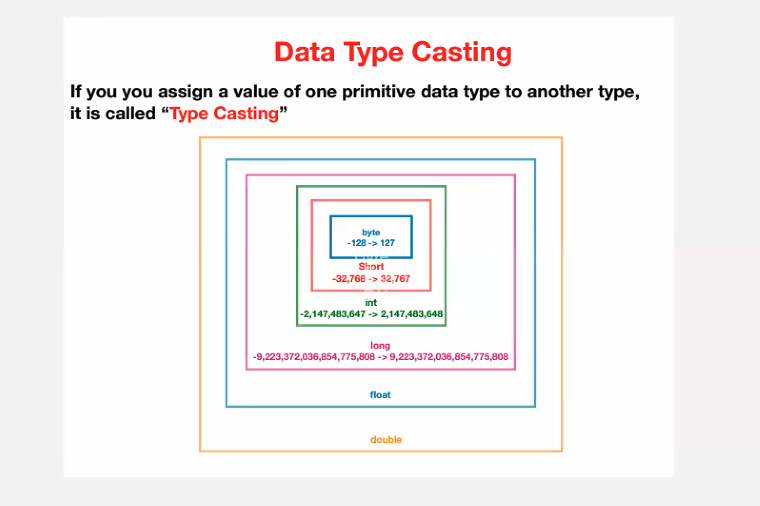 Data Type Casting
If you you assign a value of one primitive data type to another type,
it is called “Type Casting”
byte
-128 -> 127
Short
-32,768 -> 32,767
int
-2,147,483,647 -> 2,147,483,648
long
-9,223,372,036,854,775,808 -> 9,223,372,036,854,775,808
float
double